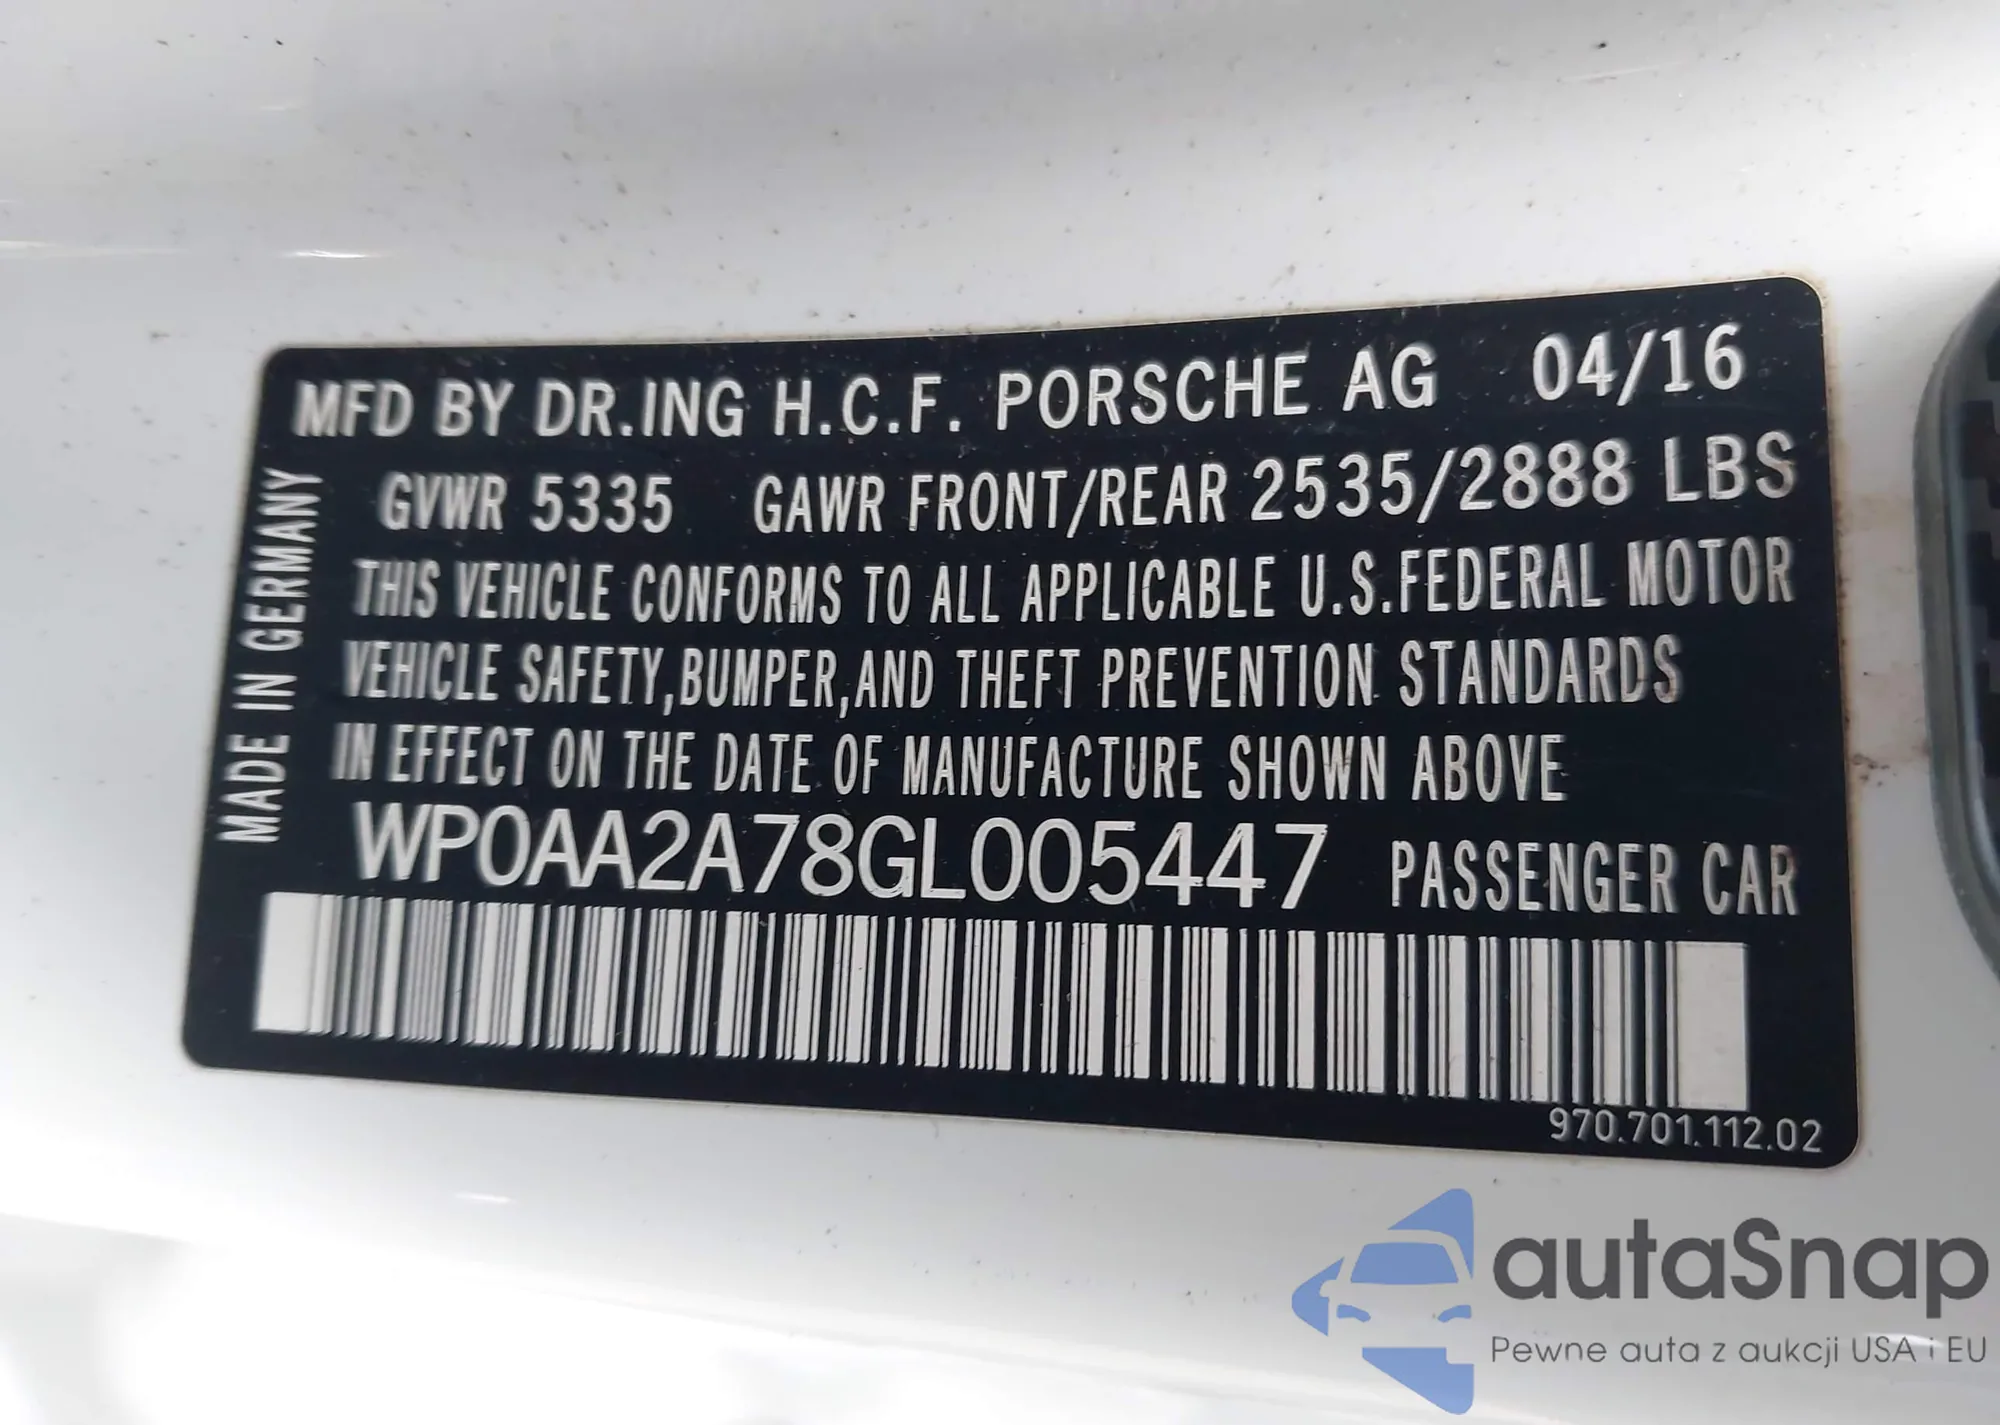 MFD BY DR.ING H.C.F. PORSCHE AG 04/16
GVWR 5335 GAWR FRONT/REAR 2535/2888 LBS
THIS VEHICLE CONFORMS TO ALL APPLICABLE U.S.FEDERAL MOTOR
VEHICLE SAFETY,BUMPER,AND THEFT PREVENTION STANDARDS
IN EFFECT ON THE DATE OF MANUFACTURE SHOWN ABOVE
WP0AA2A78GL005447 PASSENGER CAR
MADE IN GERMANY
970.701.112.02
autaSnap
Pewne auta z aukcji USA i EU